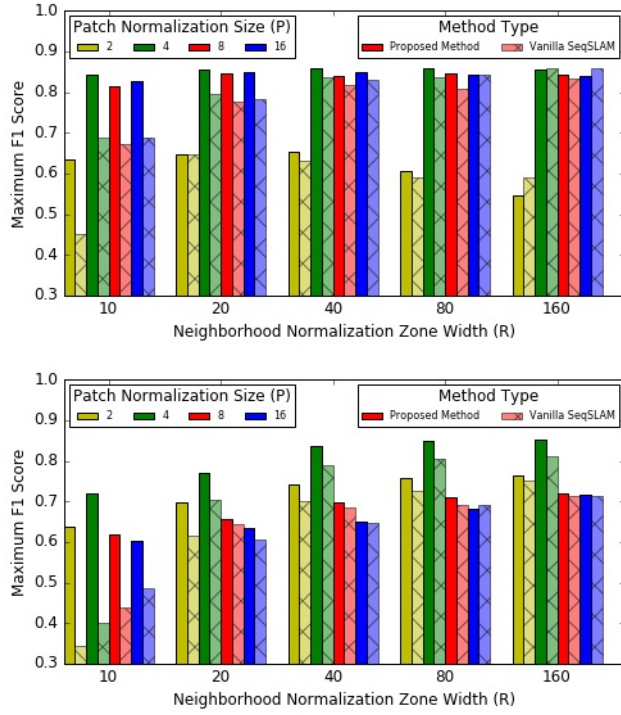 1.0
Patch Normalization Size (P) Method Type
2 4 8 16 Proposed Method Vanilla SeqSLAM
0.9
0.8
0.7
0.6
0.5
0.4
0.3
Maximum F1 Score
10 20 40 80 160
Neighborhood Normalization Zone Width (R)
1.0
Patch Normalization Size (P) Method Type
2 4 8 16 Proposed Method Vanilla SeqSLAM
0.9
0.8
0.7
0.6
0.5
0.4
0.3
Maximum F1 Score
10 20 40 80 160
Neighborhood Normalization Zone Width (R)